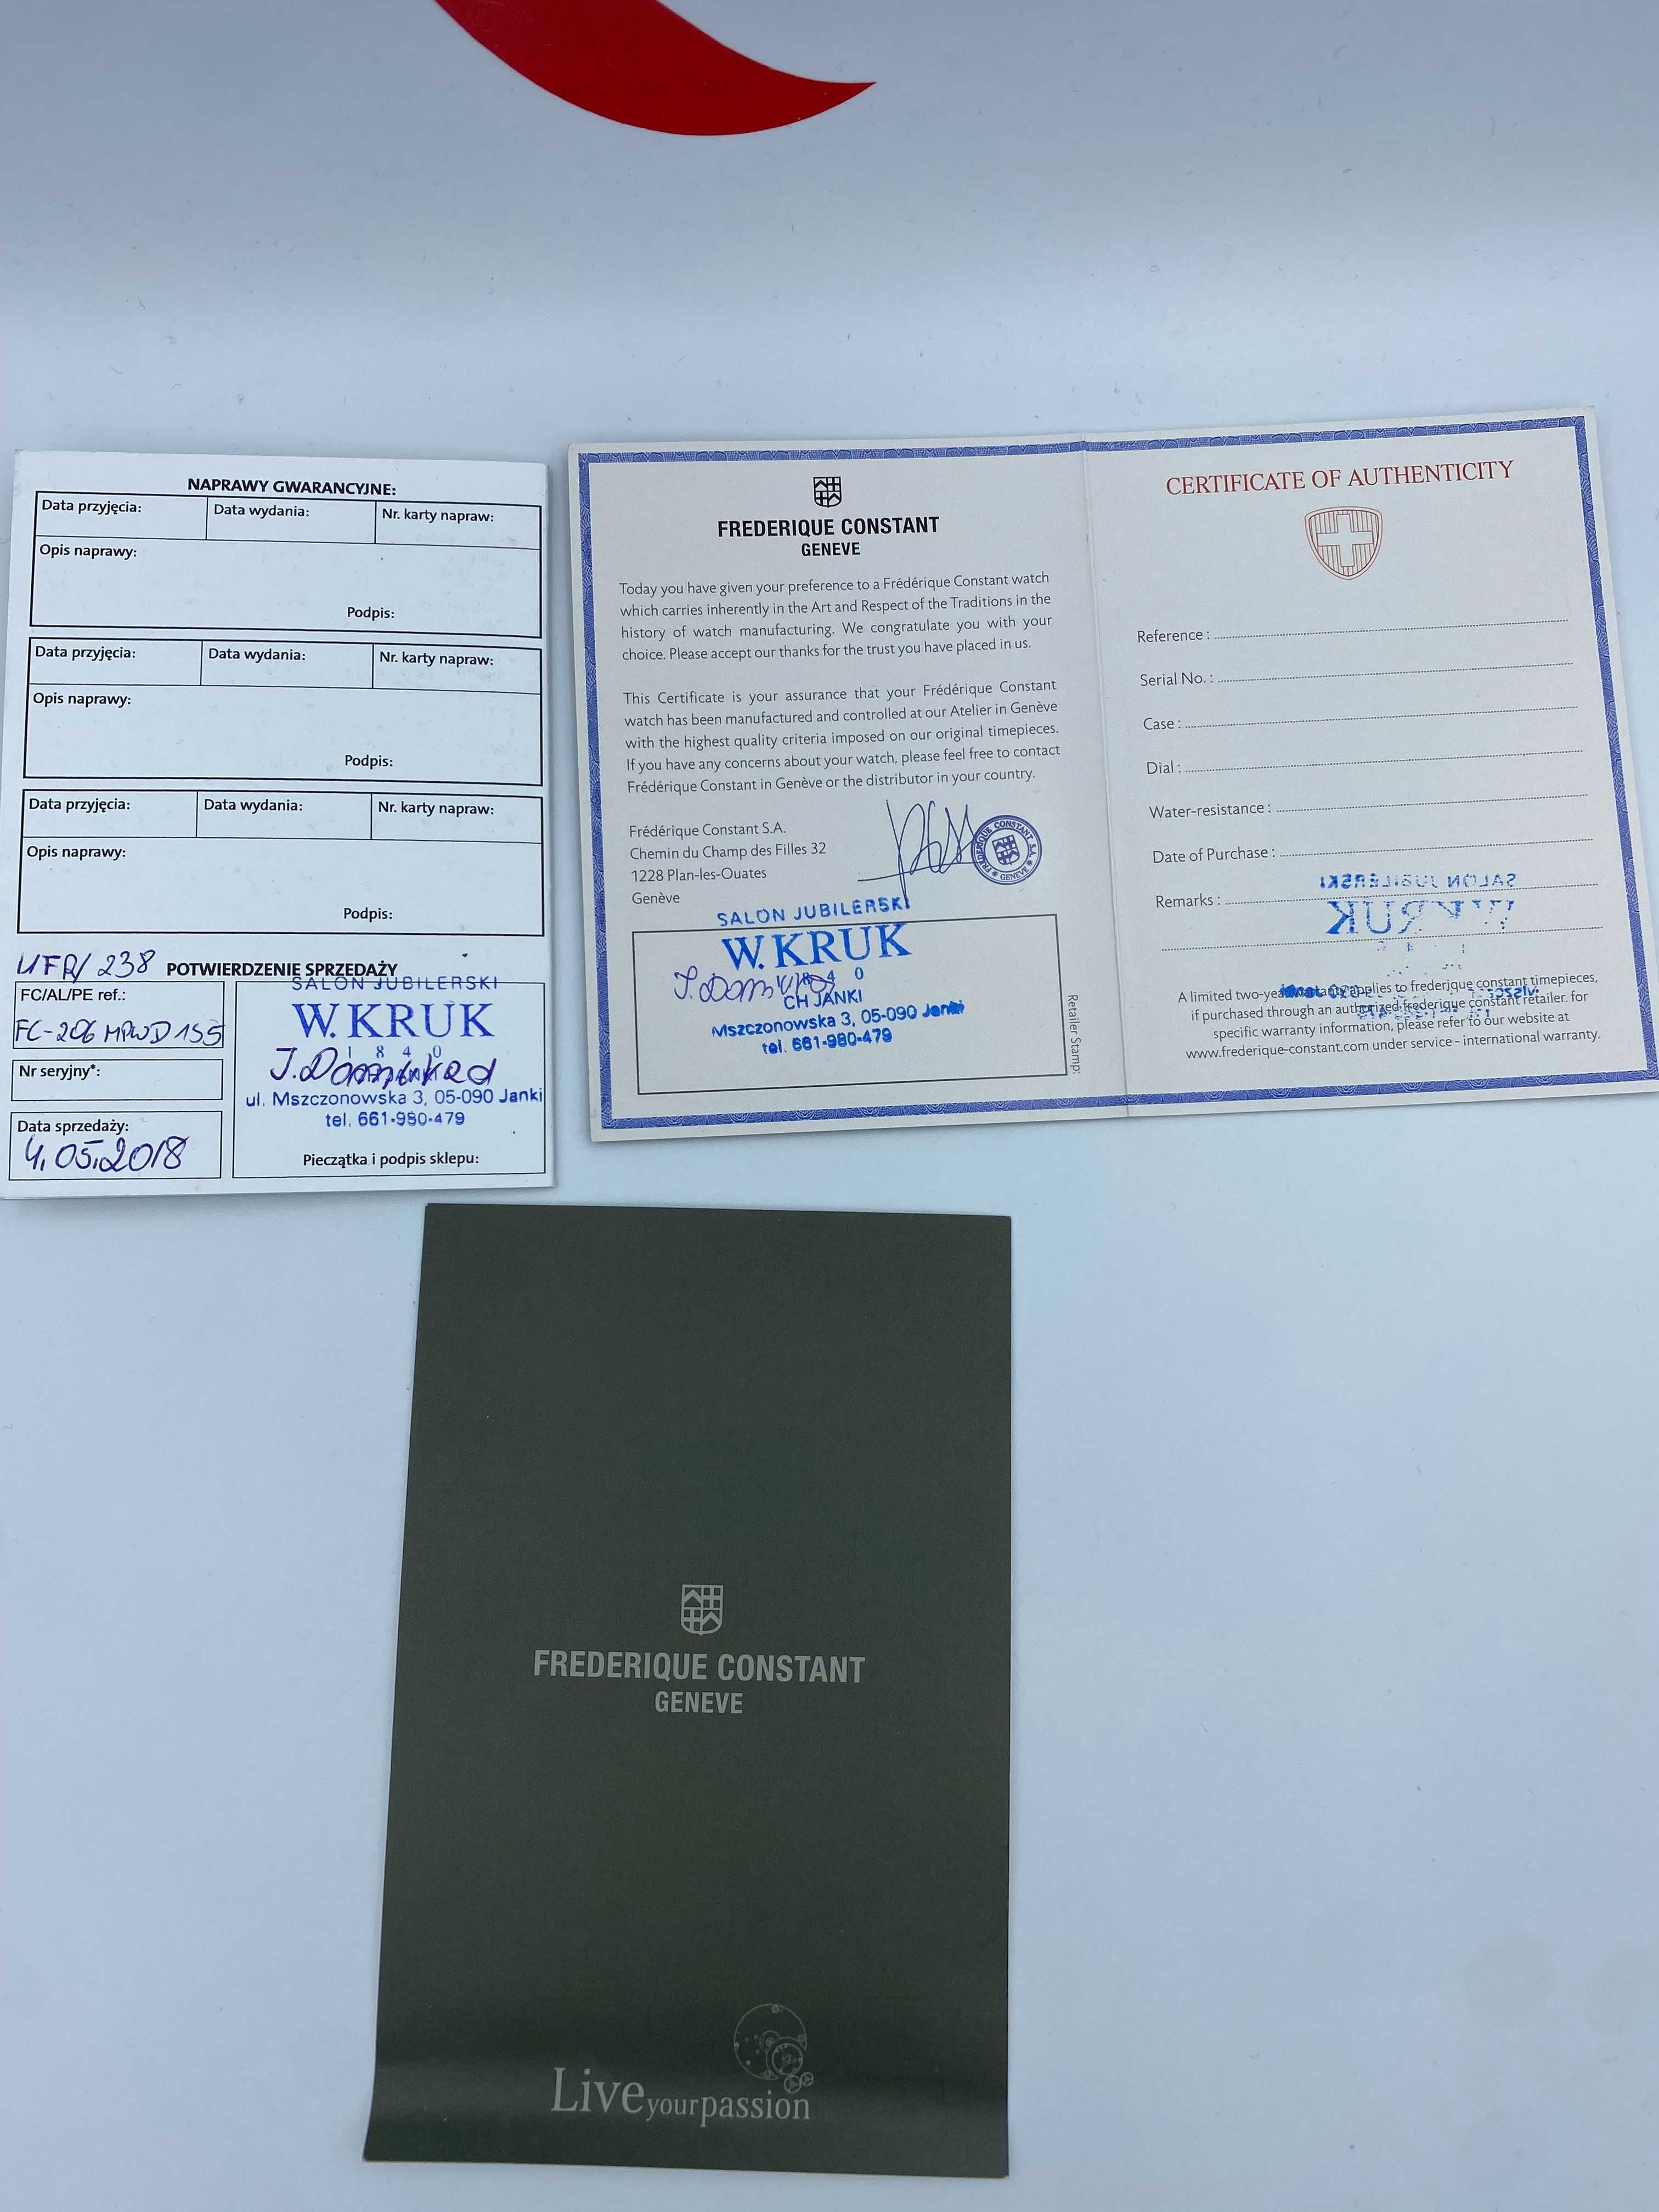 NAPRAWY GWARANCYJNE:
Data przyjęcia:
Data wydania:
Nr. karty napraw:
Opis naprawy:
Podpis:
Data przyjęcia:
Data wydania:
Nr. karty napraw:
Opis naprawy:
Podpis:
Data przyjęcia:
Data wydania:
Nr. karty napraw:
Opis naprawy:
Podpis:
UFR/238
POTWIERDZENIE SPRZEDAŻY
FC/AL/PE ref.:
FC-206 MPWD 1S5
Nr seryjny*:
Data sprzedaży:
4.05.2018
SALON JUBILERSKI
W.KRUK
1840
ul. Mszczonowska 3, 05-090 Janki
tel. 661-980-479
Pieczątka i podpis sklepu:
FREDERIQUE CONSTANT
GENEVE
Today you have given your preference to a Frédérique Constant watch
which carries inherently in the Art and Respect of the Traditions in the
history of watch manufacturing. We congratulate you with your
choice. Please accept our thanks for the trust you have placed in us.
This Certificate is your assurance that your Frédérique Constant
watch has been manufactured and controlled at our Atelier in Genève
with the highest quality criteria imposed on our original timepieces.
If you have any concerns about your watch, please feel free to contact
Frédérique Constant in Genève or the distributor in your country.
Frédérique Constant S.A.
Chemin du Champ des Filles 32
1228 Plan-les-Ouates
Genève
FREDERIQUE CONSTANT S.A.
GENEVE
SALON JUBILERSKI
W.KRUK
1840
CH JANKI
Mszczonowska 3, 05-090 Janki
tel. 661-980-479
Retailer Stamp:
CERTIFICATE OF AUTHENTICITY
Reference :
Serial No. :
Case :
Dial :
Water-resistance :
Date of Purchase :
Remarks :
SALON JUBILERSKI
W.KRUK
A limited two-year warranty applies to frederique constant timepieces,
if purchased through an authorized frederique constant retailer. for
specific warranty information, please refer to our website at
www.frederique-constant.com under service - international warranty.
FREDERIQUE CONSTANT
GENEVE
Live your passion